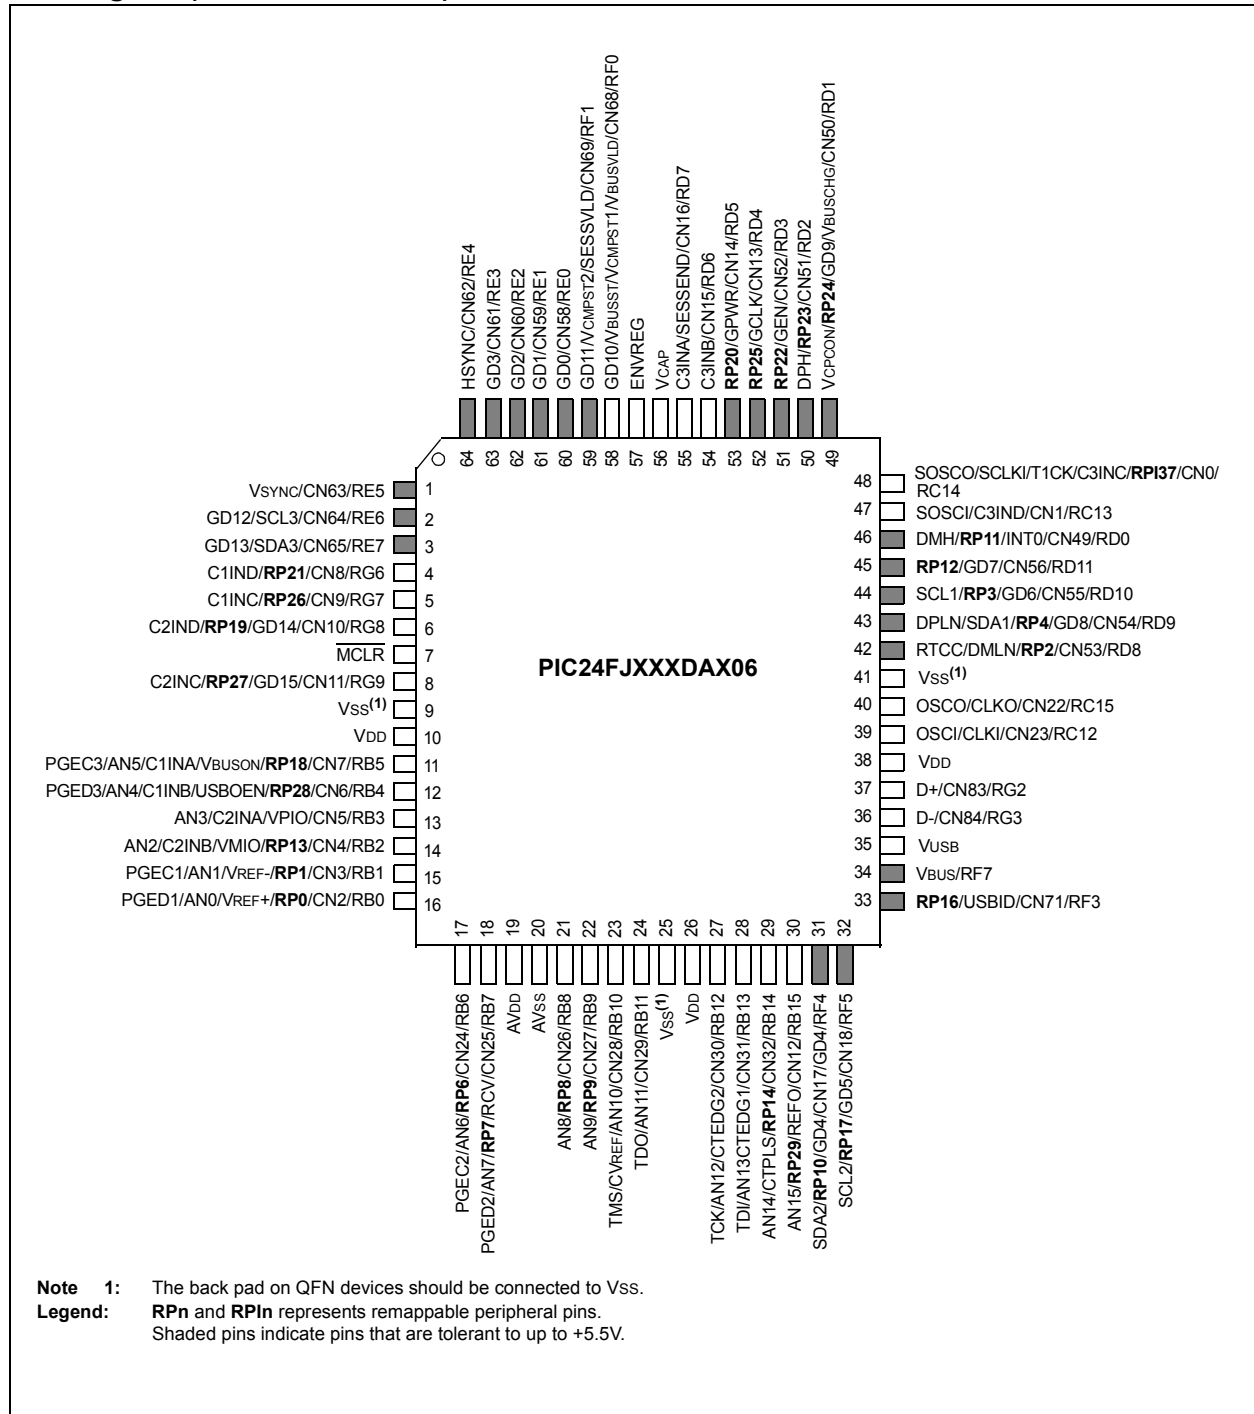 HSYNC/CN62/RE4
GD3/CN61/RE3
GD2/CN60/RE2
GD1/CN59/RE1
GD0/CN58/RE0
GD11/VCMPST2/SESSVLD/CN69/RF1
GD10/VBUSST/VCMPST1/VBUSVLD/CN68/RF0
ENVREG
VCAP
C3INA/SESSEND/CN16/RD7
C3INB/CN15/RD6
RP20/GPWR/CN14/RD5
RP25/GCLK/CN13/RD4
RP22/GEN/CN52/RD3
DPH/RP23/CN51/RD2
VCPCON/RP24/GD9/VBUSCHG/CN50/RD1
64 63 62 61 60 59 58 57 56 55 54 53 52 51 50 49
VSYNC/CN63/RE5 1
GD12/SCL3/CN64/RE6 2
GD13/SDA3/CN65/RE7 3
C1IND/RP21/CN8/RG6 4
C1INC/RP26/CN9/RG7 5
C2IND/RP19/GD14/CN10/RG8 6
MCLR 7
C2INC/RP27/GD15/CN11/RG9 8
VSS(1) 9
VDD 10
PGEC3/AN5/C1INA/VBUSON/RP18/CN7/RB5 11
PGED3/AN4/C1INB/USBOEN/RP28/CN6/RB4 12
AN3/C2INA/VPIO/CN5/RB3 13
AN2/C2INB/VMIO/RP13/CN4/RB2 14
PGEC1/AN1/VREF-/RP1/CN3/RB1 15
PGED1/AN0/VREF+/RP0/CN2/RB0 16
PIC24FJXXXDAX06
48 SOSCO/SCLKI/T1CK/C3INC/RPI37/CN0/
RC14
47 SOSCI/C3IND/CN1/RC13
46 DMH/RP11/INT0/CN49/RD0
45 RP12/GD7/CN56/RD11
44 SCL1/RP3/GD6/CN55/RD10
43 DPLN/SDA1/RP4/GD8/CN54/RD9
42 RTCC/DMLN/RP2/CN53/RD8
41 VSS(1)
40 OSCO/CLKO/CN22/RC15
39 OSCI/CLKI/CN23/RC12
38 VDD
37 D+/CN83/RG2
36 D-/CN84/RG3
35 VUSB
34 VBUS/RF7
33 RP16/USBID/CN71/RF3
17 18 19 20 21 22 23 24 25 26 27 28 29 30 31 32
PGEC2/AN6/RP6/CN24/RB6
PGED2/AN7/RP7/RCV/CN25/RB7
AVDD
AVSS
AN8/RP8/CN26/RB8
AN9/RP9/CN27/RB9
TMS/CVREF/AN10/CN28/RB10
TDO/AN11/CN29/RB11
VSS(1)
VDD
TCK/AN12/CTEDG2/CN30/RB12
TDI/AN13CTEDG1/CN31/RB13
AN14/CTPLS/RP14/CN32/RB14
AN15/RP29/REFO/CN12/RB15
SDA2/RP10/GD4/CN17/GD4/RF4
SCL2/RP17/GD5/CN18/RF5
Note 1: The back pad on QFN devices should be connected to VSS.
Legend: RPn and RPIn represents remappable peripheral pins.
Shaded pins indicate pins that are tolerant to up to +5.5V.